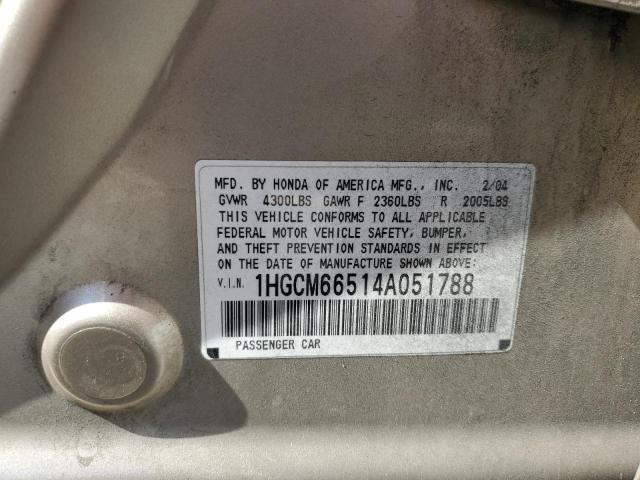 MFD. BY HONDA OF AMERICA MFG., INC. 2/04
GVWR 4300LBS GAWR F 2360LBS R 2005LBS
THIS VEHICLE CONFORMS TO ALL APPLICABLE
FEDERAL MOTOR VEHICLE SAFETY, BUMPER,
AND THEFT PREVENTION STANDARDS IN EFFECT
ON THE DATE OF MANUFACTURE SHOWN ABOVE:
V.I.N. 1HGCM66514A051788
PASSENGER CAR